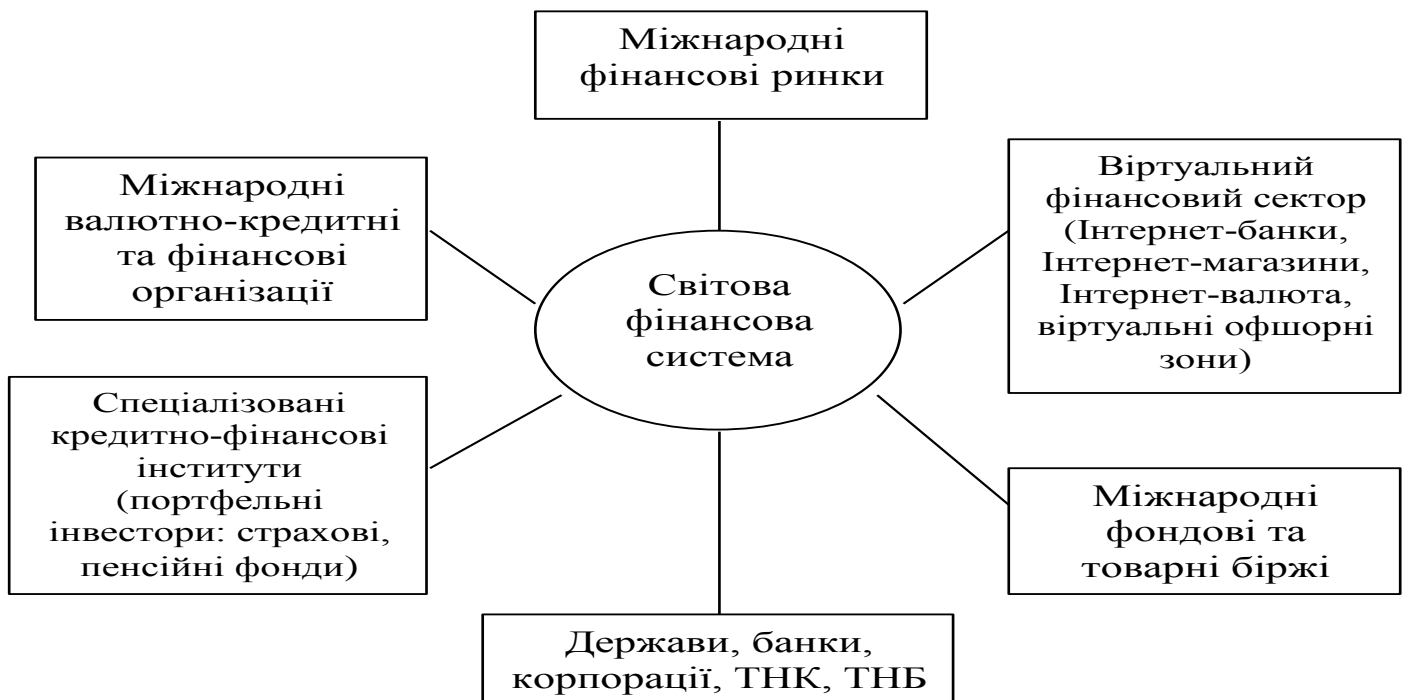 Міжнародні
фінансові ринки
Міжнародні
валютно-кредитні
та фінансові
організації
Віртуальний
фінансовий сектор
(Інтернет-банки,
Інтернет-магазини,
Інтернет-валюта,
віртуальні офшорні
зони)
Світова
фінансова
система
Спеціалізовані
кредитно-фінансові
інститути
(портфельні
інвестори: страхові,
пенсійні фонди)
Міжнародні
фондові та
товарні біржі
Держави, банки,
корпорації, ТНК, ТНБ